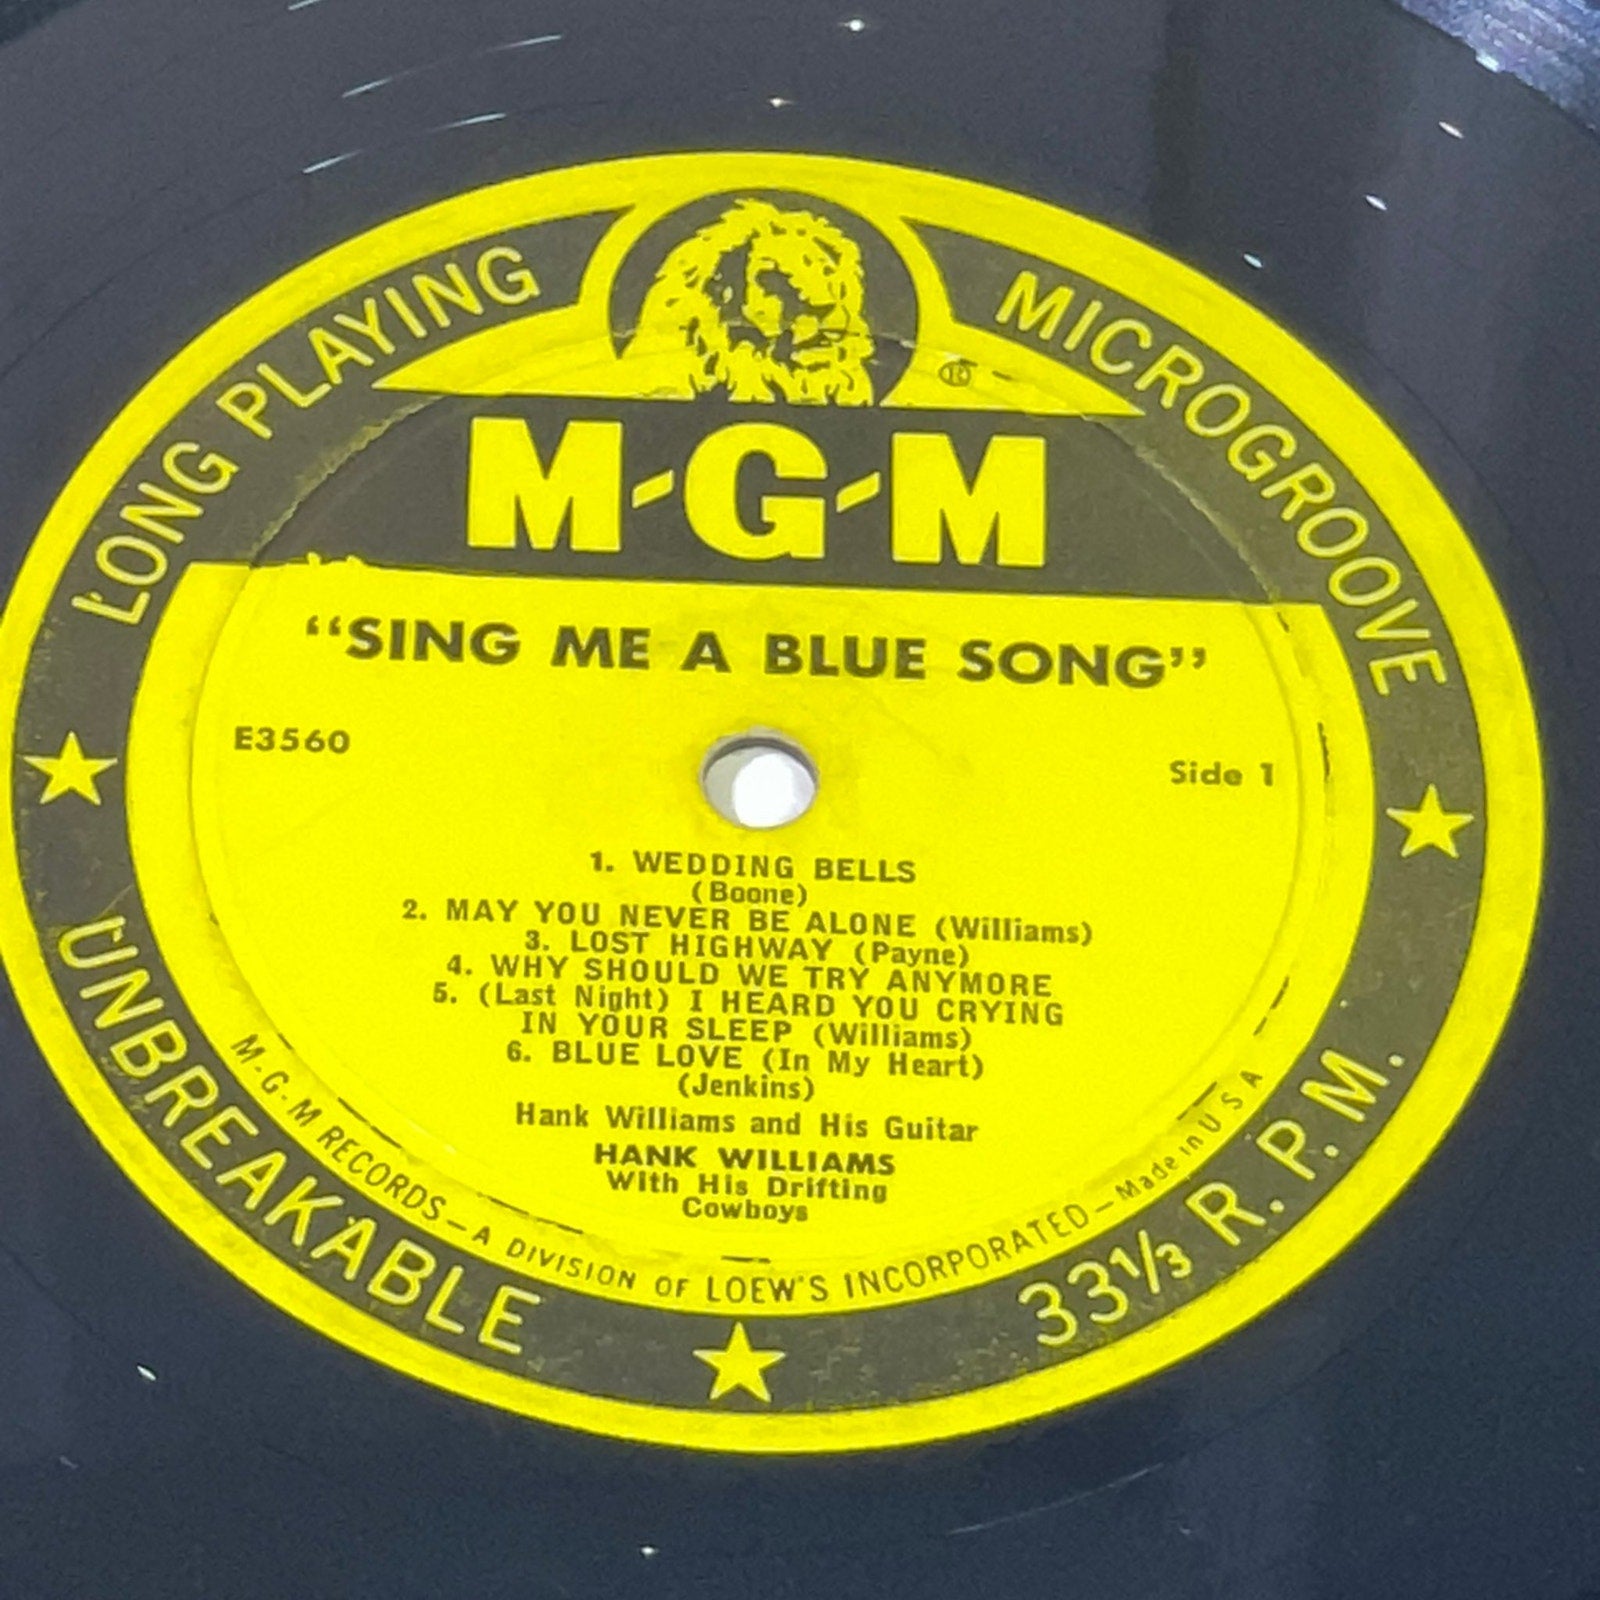 LONG PLAYING
MICROGROOVE
®
M-G-M
“SING ME A BLUE SONG”
E3560
Side 1
1. WEDDING BELLS
(Boone)
2. MAY YOU NEVER BE ALONE (Williams)
3. LOST HIGHWAY (Payne)
4. WHY SHOULD WE TRY ANYMORE
5. (Last Night) I HEARD YOU CRYING
IN YOUR SLEEP (Williams)
6. BLUE LOVE (In My Heart)
(Jenkins)
Hank Williams and His Guitar
HANK WILLIAMS
With His Drifting
Cowboys
M-G-M RECORDS—A DIVISION OF LOEW'S INCORPORATED—Made in U S A
UNBREAKABLE
33⅓ R. P. M.